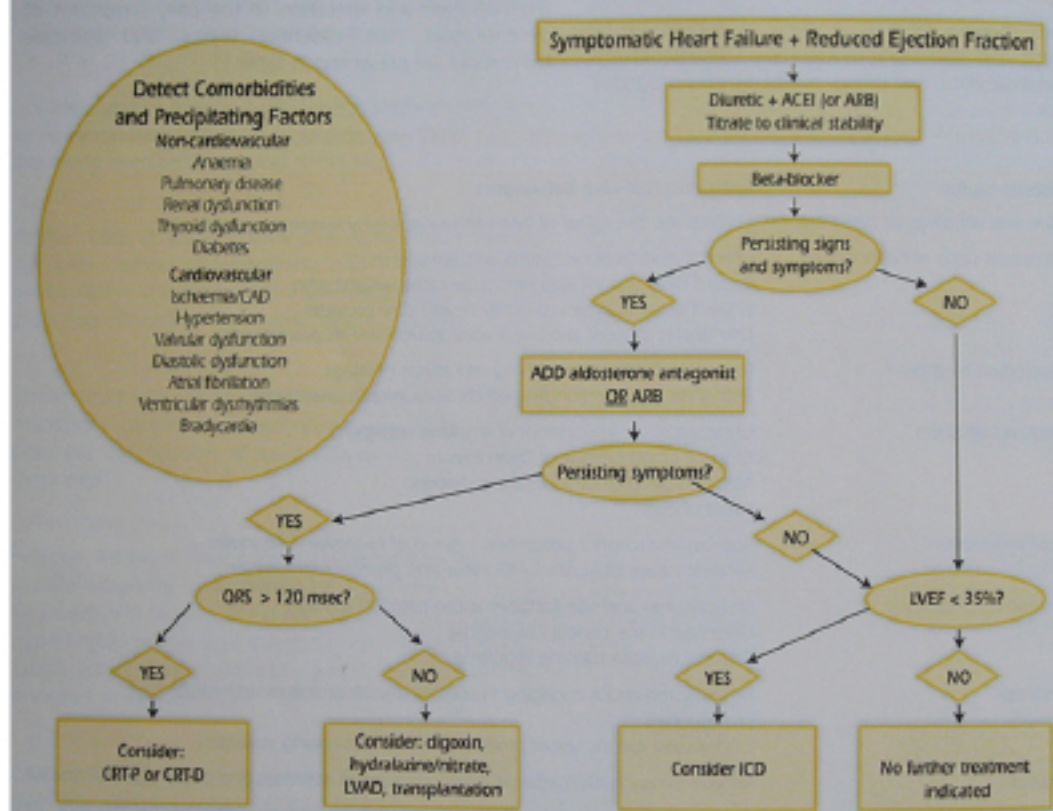 Detect Comorbidities
and Precipitating Factors
Non-cardiovascular
Anaemia
Pulmonary disease
Renal dysfunction
Thyroid dysfunction
Diabetes
Cardiovascular
Ischaemia/CAD
Hypertension
Valvular dysfunction
Diastolic dysfunction
Atrial fibrillation
Ventricular dysrhythmias
Bradycardia
Symptomatic Heart Failure + Reduced Ejection Fraction
Diuretic + ACEI (or ARB)
Titrate to clinical stability
Beta-blocker
Persisting signs
and symptoms?
YES
NO
ADD aldosterone antagonist
OR ARB
Persisting symptoms?
YES
NO
QRS > 120 msec?
LVEF < 35%?
YES
NO
YES
NO
Consider:
CRT-P or CRT-D
Consider: digoxin,
hydralazine/nitrate,
LVAD, transplantation
Consider ICD
No further treatment
indicated